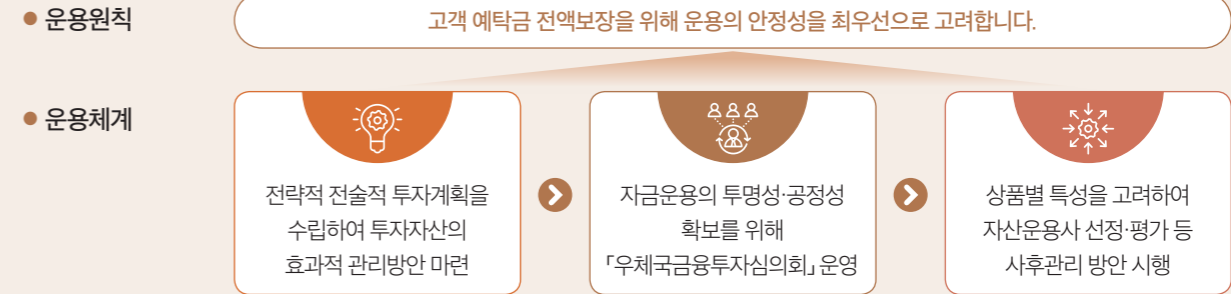 운용원칙
고객 예탁금 전액보장을 위해 운용의 안정성을 최우선으로 고려합니다.
운용체계
전략적 전술적 투자계획을
수립하여 투자자산의
효과적 관리방안 마련
자금운용의 투명성·공정성
확보를 위해
「우체국금융투자심의회」 운영
상품별 특성을 고려하여
자산운용사 선정·평가 등
사후관리 방안 시행